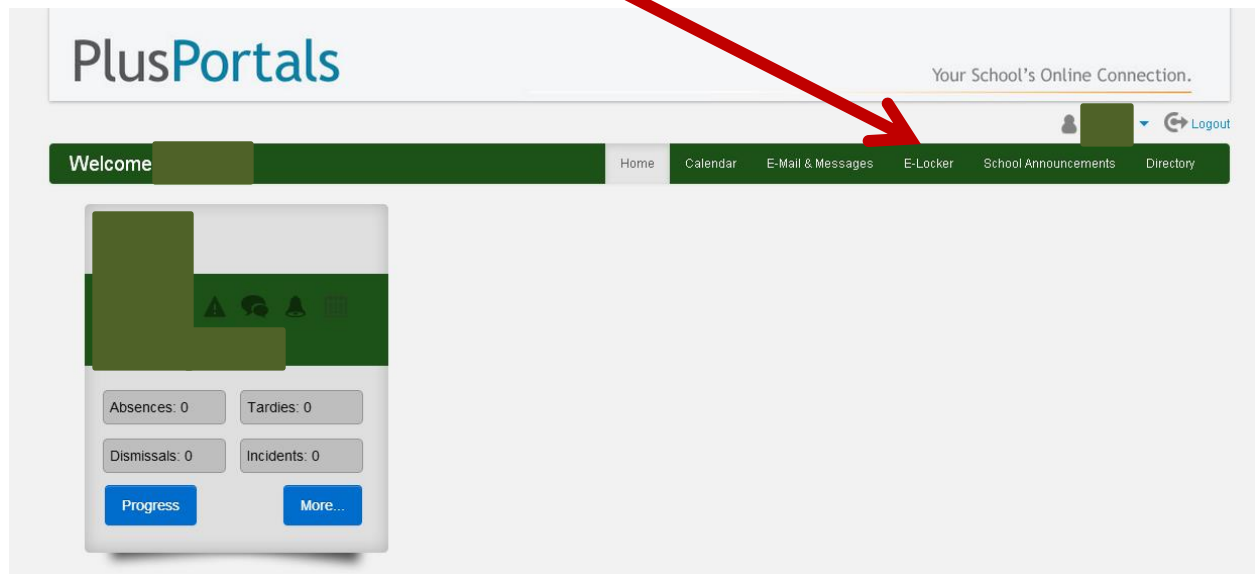 PlusPortals
Your School's Online Connection.
Logout
Welcome
Home Calendar E-Mail & Messages E-Locker School Announcements Directory
Absences: 0 Tardies: 0
Dismissals: 0 Incidents: 0
Progress More...